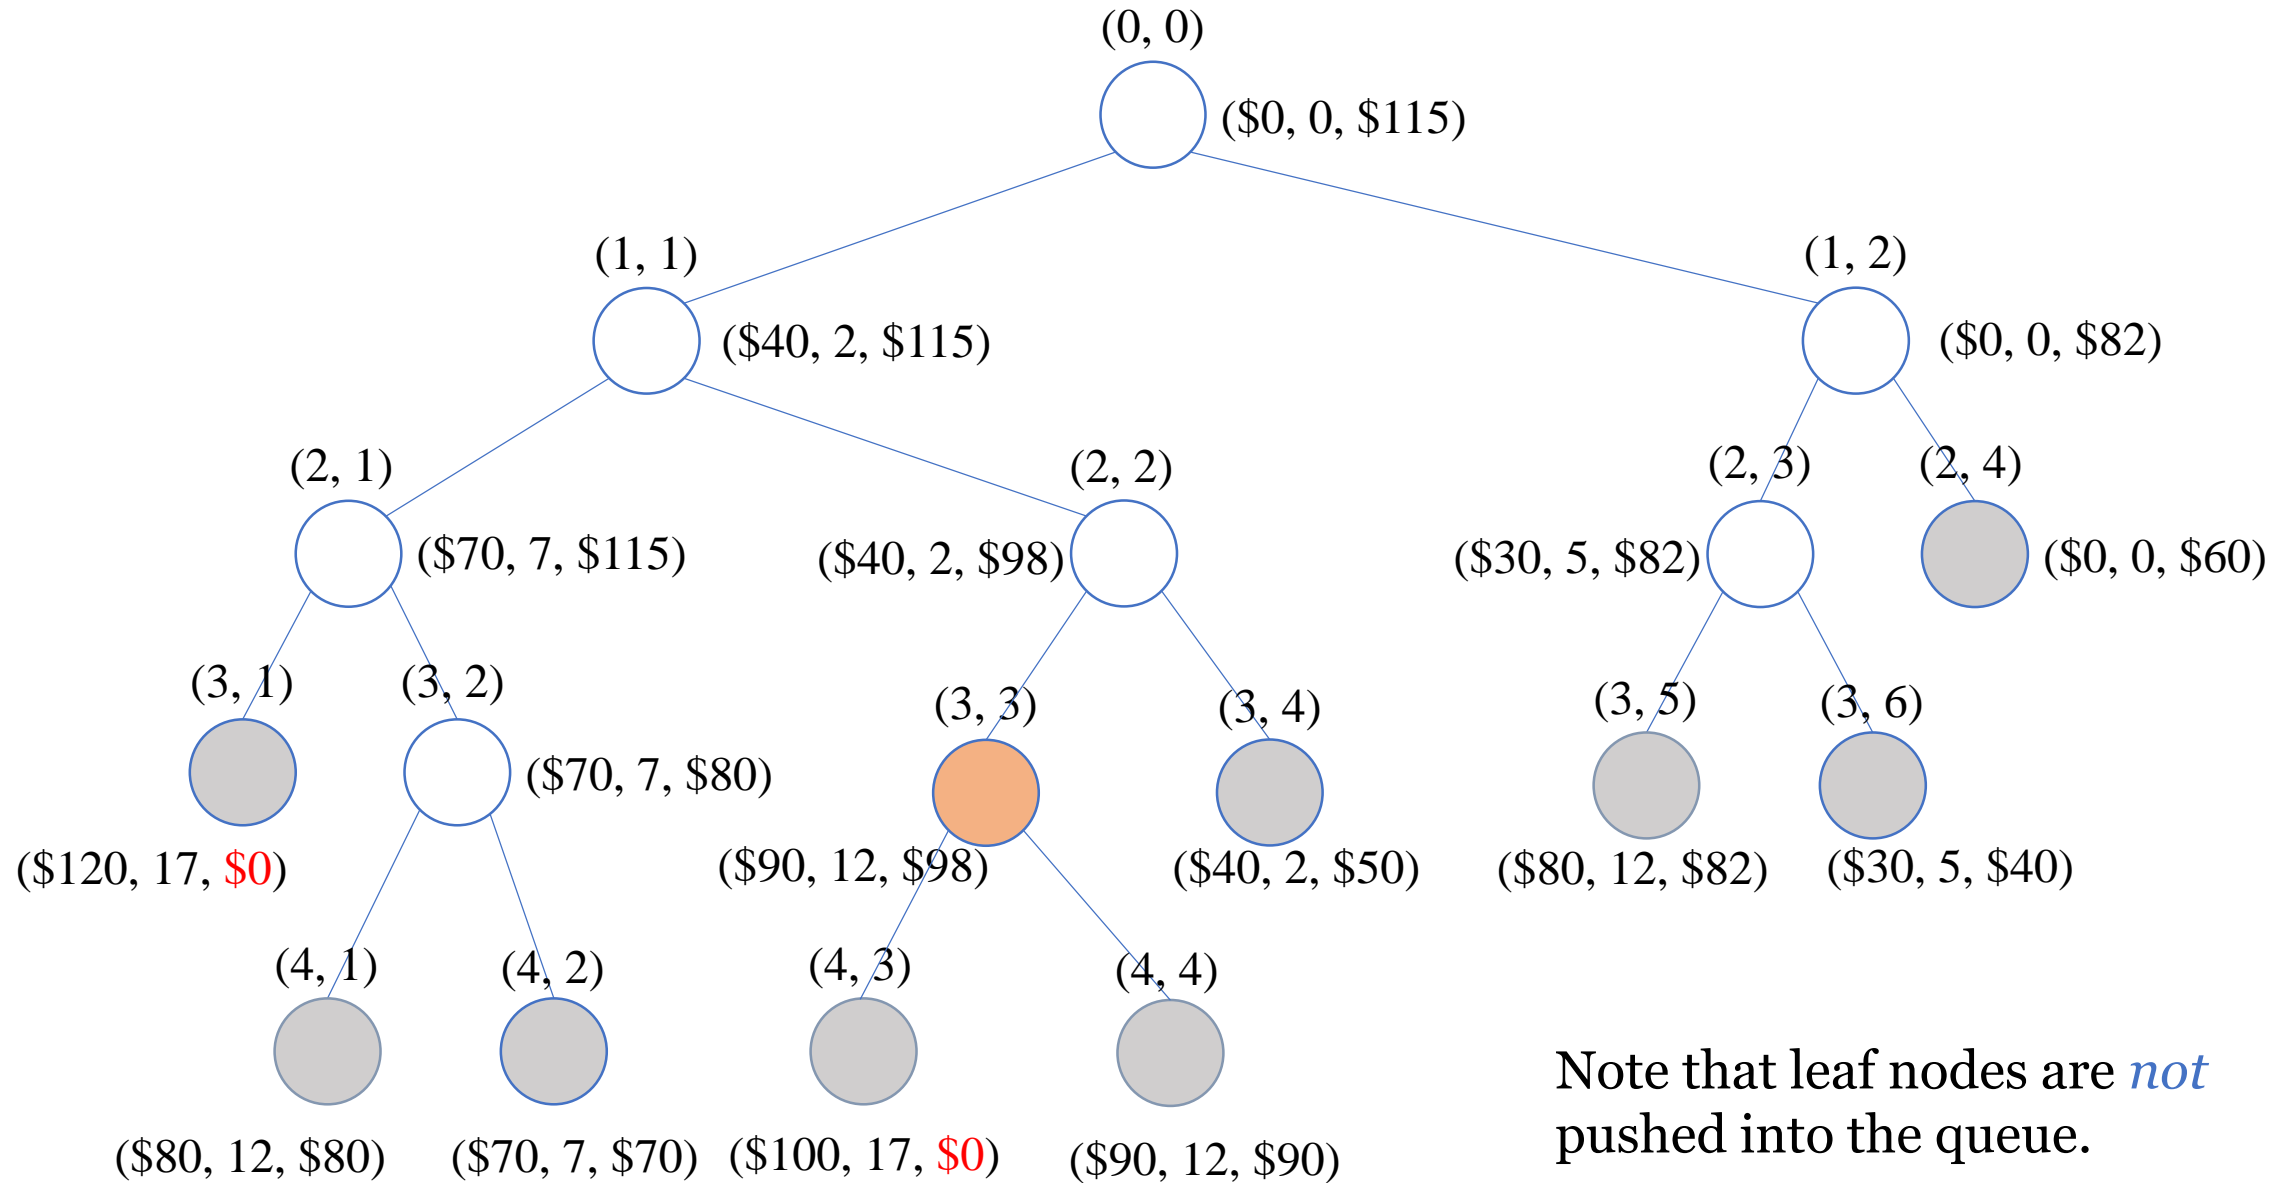 (0, 0)
($0, 0, $115)
(1, 1)
(1, 2)
($40, 2, $115)
($0, 0, $82)
(2, 1)
(2, 2)
(2, 3)
(2, 4)
($70, 7, $115)
($40, 2, $98)
($30, 5, $82)
($0, 0, $60)
(3, 1)
(3, 2)
(3, 3)
(3, 4)
(3, 5)
(3, 6)
($70, 7, $80)
($120, 17, $0)
($90, 12, $98)
($40, 2, $50)
($80, 12, $82)
($30, 5, $40)
(4, 1)
(4, 2)
(4, 3)
(4, 4)
($80, 12, $80)
($70, 7, $70)
($100, 17, $0)
($90, 12, $90)
Note that leaf nodes are not
pushed into the queue.